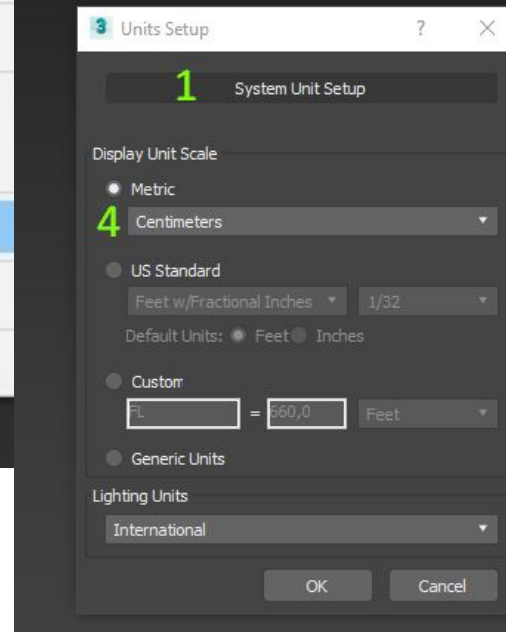 3 Units Setup ? ×
1 System Unit Setup
Display Unit Scale
Metric
4 Centimeters
US Standard
Feet w/Fractional Inches 1/32
Default Units: Feet Inches
Custom
FL = 660,0 Feet
Generic Units
Lighting Units
International
OK Cancel